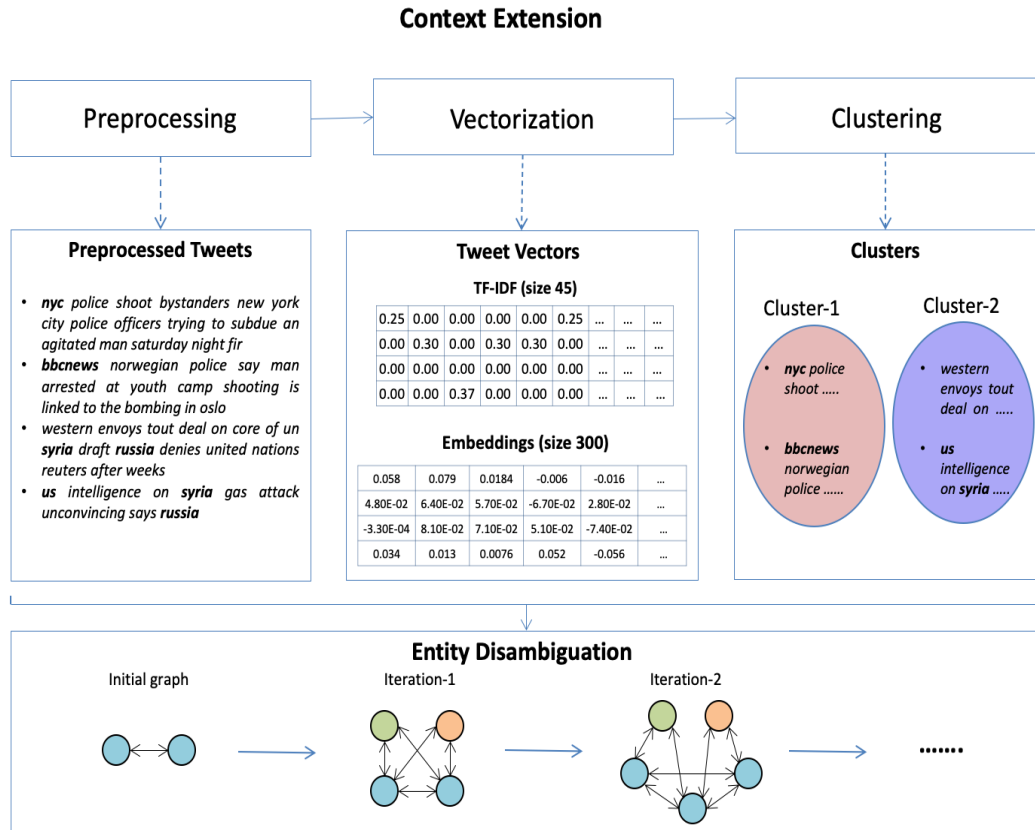 Context Extension
Preprocessing
Vectorization
Clustering
Preprocessed Tweets
• nyc police shoot bystanders new york
city police officers trying to subdue an
agitated man saturday night fir
• bbcnews norwegian police say man
arrested at youth camp shooting is
linked to the bombing in oslo
• western envoys tout deal on core of un
syria draft russia denies united nations
reuters after weeks
• us intelligence on syria gas attack
unconvincing says russia
Tweet Vectors
TF-IDF (size 45)
0.25 0.00 0.00 0.00 0.00 0.25 ... ... ...
0.00 0.30 0.00 0.30 0.30 0.00 ... ... ...
0.00 0.00 0.00 0.00 0.00 0.00 ... ... ...
0.00 0.00 0.37 0.00 0.00 0.00 ... ... ...
Embeddings (size 300)
0.058 0.079 0.0184 -0.006 -0.016 ...
4.80E-02 6.40E-02 5.70E-02 -6.70E-02 2.80E-02 ...
-3.30E-04 8.10E-02 7.10E-02 5.10E-02 -7.40E-02 ...
0.034 0.013 0.0076 0.052 -0.056 ...
Clusters
Cluster-1
• nyc police
shoot .....
• bbcnews
norwegian
police ......
Cluster-2
• western
envoys tout
deal on .....
• us
intelligence
on syria .....
Entity Disambiguation
Initial graph
Iteration-1
Iteration-2
.......